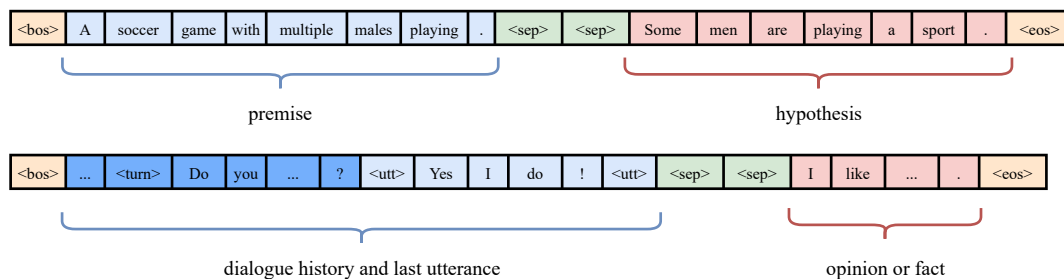 <bos> A soccer game with multiple males playing . <sep> <sep> Some men are playing a sport . <eos>
premise hypothesis
<bos> ... <turn> Do you ... ? <utt> Yes I do ! <utt> <sep> <sep> I like ... . <eos>
dialogue history and last utterance opinion or fact